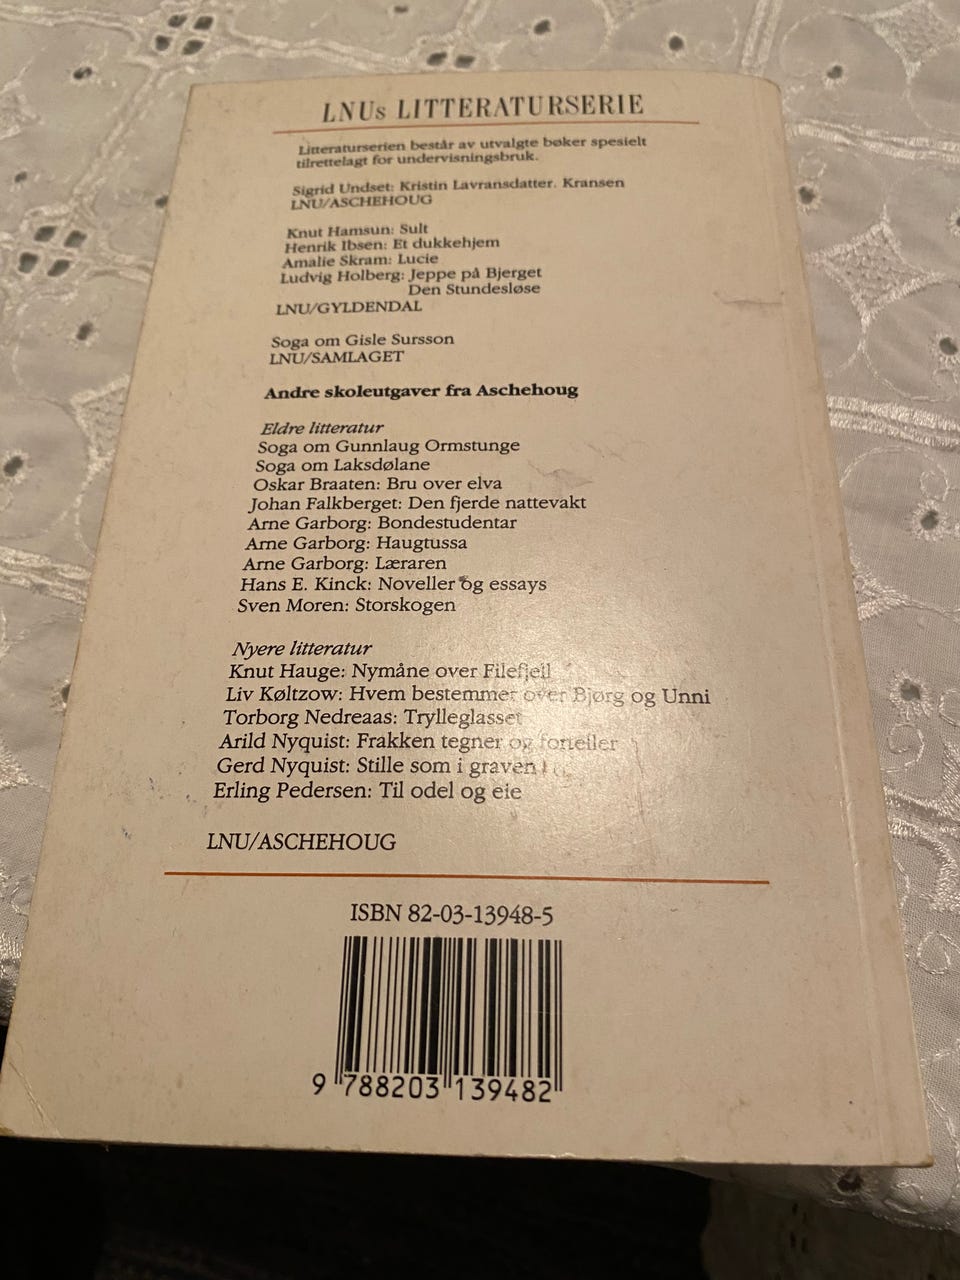 LNUs LITTERATURSERIE
Litteraturserien består av utvalgte bøker spesielt
tilrettelagt for undervisningsbruk.
Sigrid Undset: Kristin Lavransdatter. Kransen
LNU/ASCHEHOUG
Knut Hamsun: Sult
Henrik Ibsen: Et dukkehjem
Amalie Skram: Lucie
Ludvig Holberg: Jeppe på Bjerget
Den Stundesløse
LNU/GYLDENDAL
Soga om Gisle Sursson
LNU/SAMLAGET
Andre skoleutgaver fra Aschehoug
Eldre litteratur
Soga om Gunnlaug Ormstunge
Soga om Laksdølane
Oskar Braaten: Bru over elva
Johan Falkberget: Den fjerde nattevakt
Arne Garborg: Bondestudentar
Arne Garborg: Haugtussa
Arne Garborg: Læraren
Hans E. Kinck: Noveller og essays
Sven Moren: Storskogen
Nyere litteratur
Knut Hauge: Nymåne over Filefjell
Liv Køltzow: Hvem bestemmer over Bjørg og Unni
Torborg Nedreaas: Trylleglasset
Arild Nyquist: Frakken tegner og forteller
Gerd Nyquist: Stille som i graven
Erling Pedersen: Til odel og eie
LNU/ASCHEHOUG
ISBN 82-03-13948-5
9 788203 139482